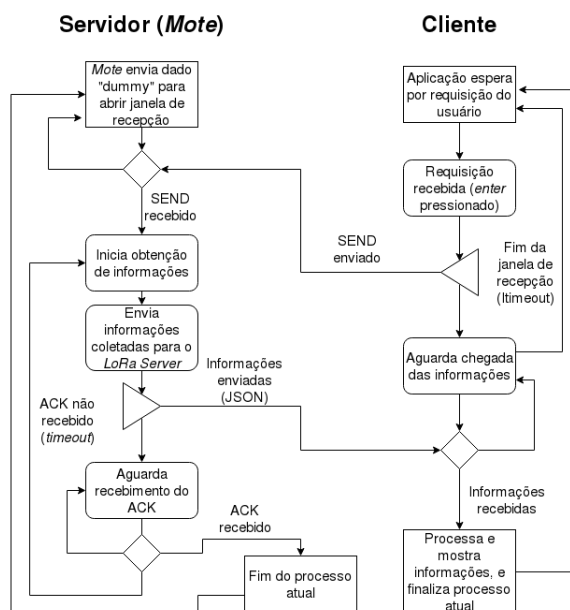 Servidor (Mote)
Cliente
Mote envia dado
"dummy" para
abrir janela de
recepção
Aplicação espera
por requisição do
usuário
Requisição
recebida (enter
pressionado)
SEND
recebido
SEND
enviado
Fim da
janela de
recepção
(ltimeout)
Inicia obtenção
de informações
Envia
informações
coletadas para o
LoRa Server
Aguarda chegada
das informações
Informações
enviadas
(JSON)
ACK não
recebido
(timeout)
Aguarda
recebimento do
ACK
Informações
recebidas
ACK
recebido
Fim do processo
atual
Processa e
mostra
informações, e
finaliza processo
atual